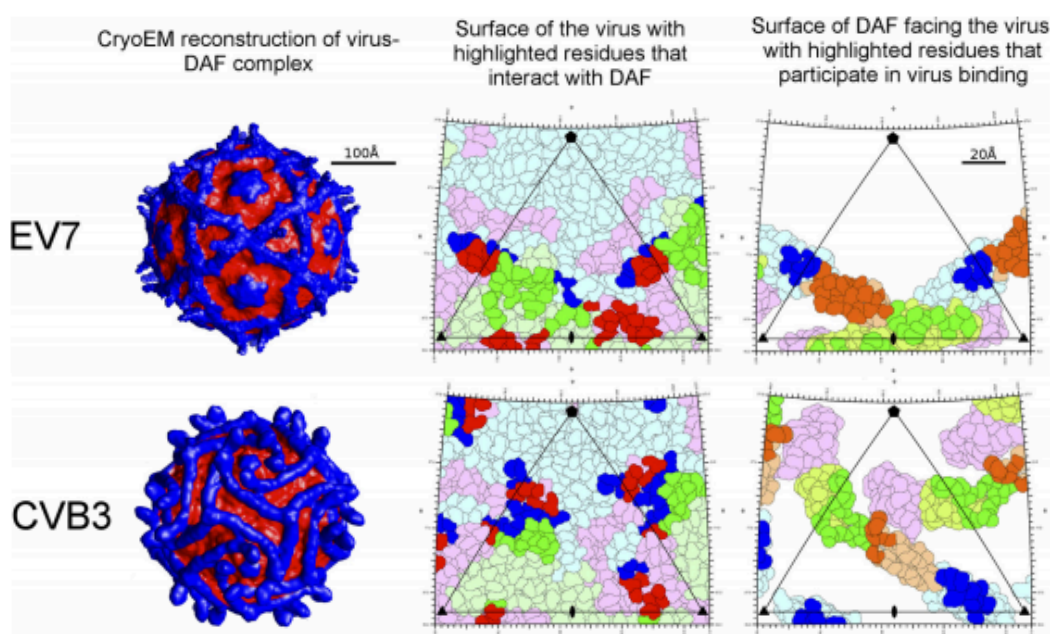 CryoEM reconstruction of virus-
DAF complex
Surface of the virus with
highlighted residues that
interact with DAF
Surface of DAF facing the virus
with highlighted residues that
participate in virus binding
100Å
20Å
EV7
CVB3